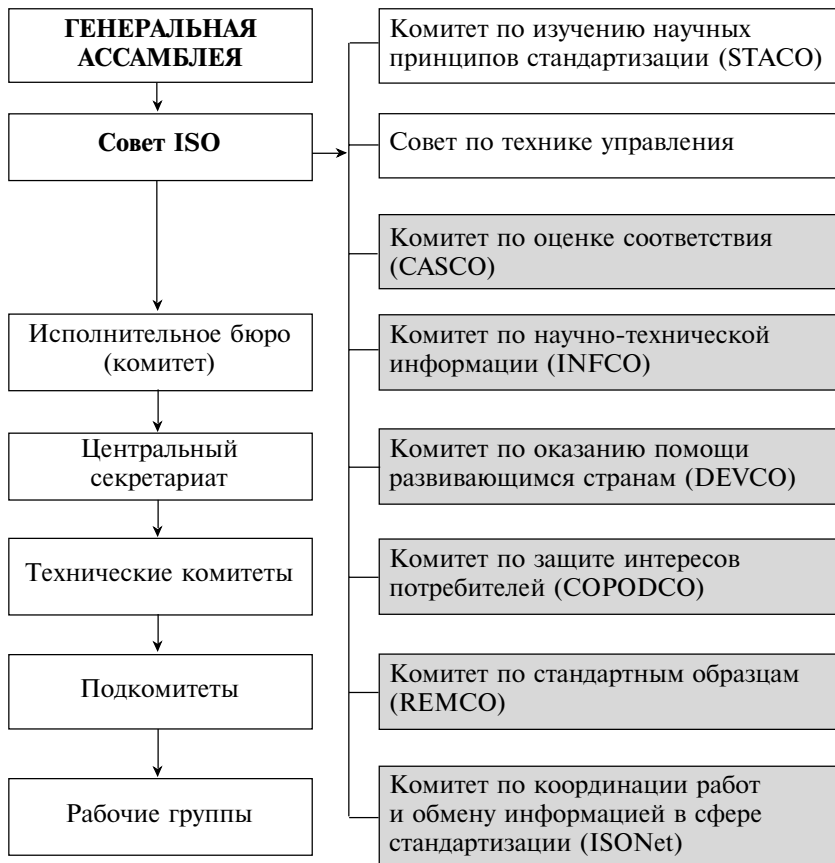 ГЕНЕРАЛЬНАЯ
АССАМБЛЕЯ
Совет ISO
Исполнительное бюро
(комитет)
Центральный
секретариат
Технические комитеты
Подкомитеты
Рабочие группы
Комитет по изучению научных
принципов стандартизации (STACO)
Совет по технике управления
Комитет по оценке соответствия
(CASCO)
Комитет по научно-технической
информации (INFCO)
Комитет по оказанию помощи
развивающимся странам (DEVCO)
Комитет по защите интересов
потребителей (COPODCO)
Комитет по стандартным образцам
(REMCO)
Комитет по координации работ
и обмену информацией в сфере
стандартизации (ISONet)